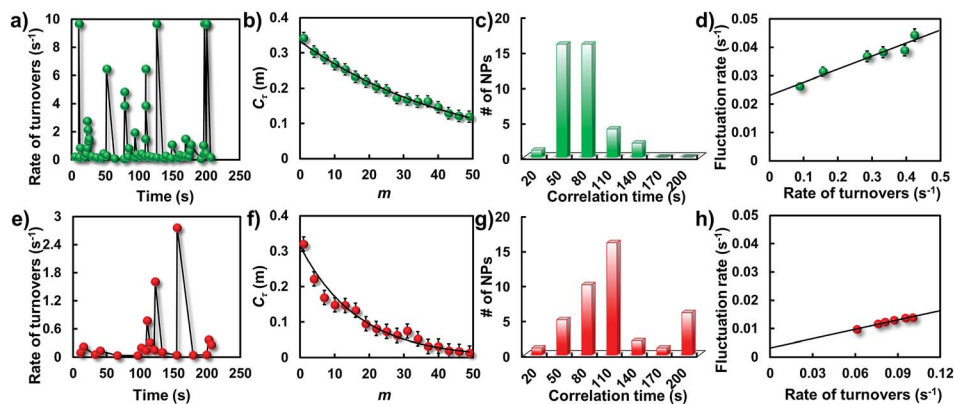 a)
Rate of turnovers (s⁻¹)
10
8
6
4
2
0
0 50 100 150 200 250
Time (s)
b)
Cτ (m)
0.4
0.3
0.2
0.1
0
0 10 20 30 40 50
m
c)
# of NPs
20
15
10
5
0
20 50 80 110 140 170 200
Correlation time (s)
d)
Fluctuation rate (s⁻¹)
0.05
0.04
0.03
0.02
0.01
0
0 0.1 0.2 0.3 0.4 0.5
Rate of turnovers (s⁻¹)
e)
Rate of turnovers (s⁻¹)
3
2.4
1.8
1.2
0.6
0
0 50 100 150 200 250
Time (s)
f)
Cτ (m)
0.4
0.3
0.2
0.1
0
0 10 20 30 40 50
m
g)
# of NPs
20
15
10
5
0
20 50 80 110 140 170 200
Correlation time (s)
h)
Fluctuation rate (s⁻¹)
0.05
0.04
0.03
0.02
0.01
0
0 0.03 0.06 0.09 0.12
Rate of turnovers (s⁻¹)